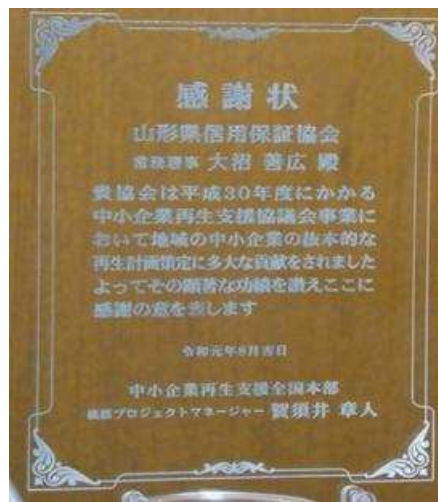 感謝状
山形県信用保証協会
常務理事 大沼 善広 殿
貴協会は平成30年度にかかる
中小企業再生支援協議会事業に
おいて地域の中小企業の抜本的な
再生計画策定に多大な貢献をされました
よってその顕著な功績を讃えここに
感謝の意を表します
令和元年8月吉日
中小企業再生支援全国本部
統括プロジェクトマネージャー 賀須井 章人